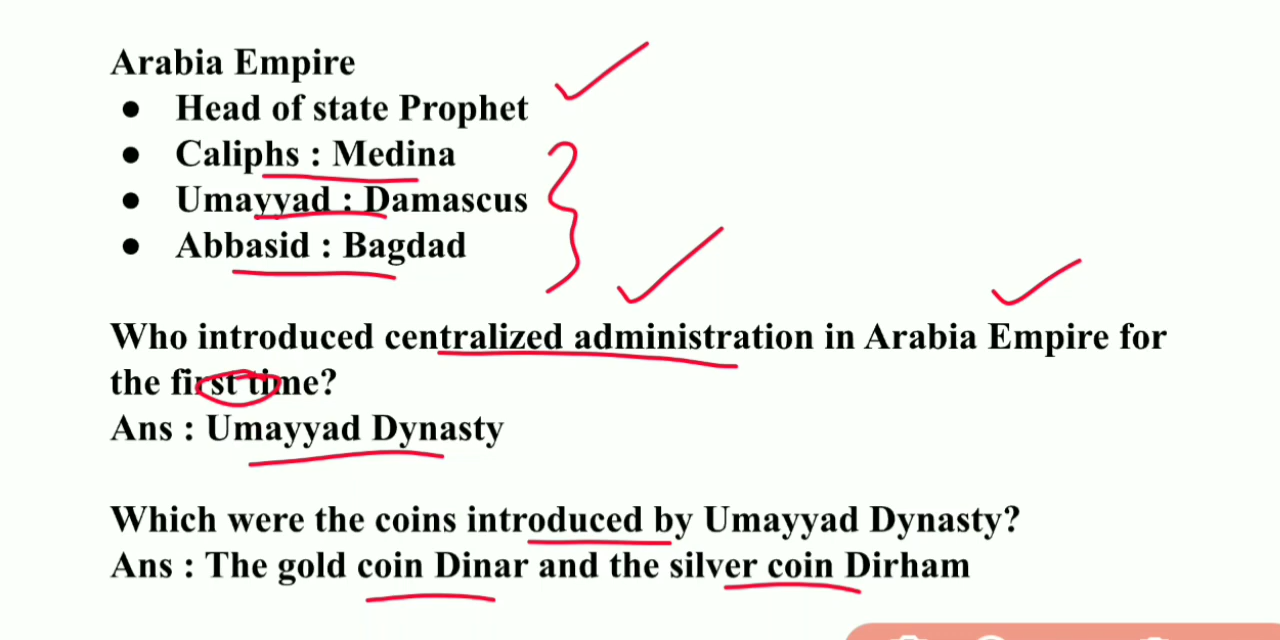 Arabia Empire
● Head of state Prophet
● Caliphs : Medina
● Umayyad : Damascus
● Abbasid : Bagdad
Who introduced centralized administration in Arabia Empire for
the first time?
Ans : Umayyad Dynasty
Which were the coins introduced by Umayyad Dynasty?
Ans : The gold coin Dinar and the silver coin Dirham